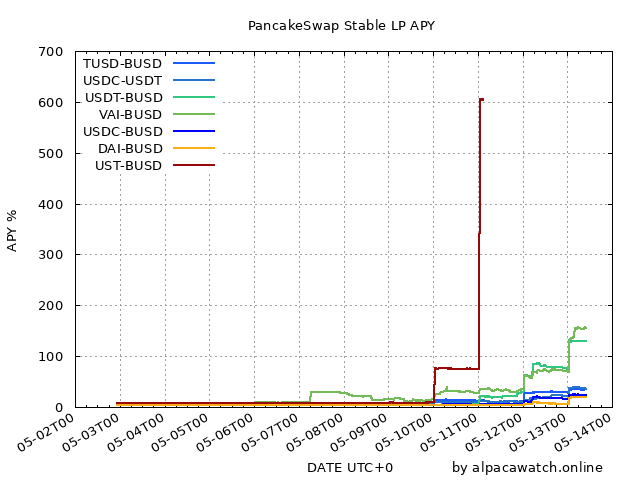 PancakeSwap Stable LP APY
700
600
500
400
300
200
100
0
APY %
TUSD-BUSD
USDC-USDT
USDT-BUSD
VAI-BUSD
USDC-BUSD
DAI-BUSD
UST-BUSD
05-02T00
05-03T00
05-04T00
05-05T00
05-06T00
05-07T00
05-08T00
05-09T00
05-10T00
05-11T00
05-12T00
05-13T00
05-14T00
DATE UTC+0
by alpacawatch.online